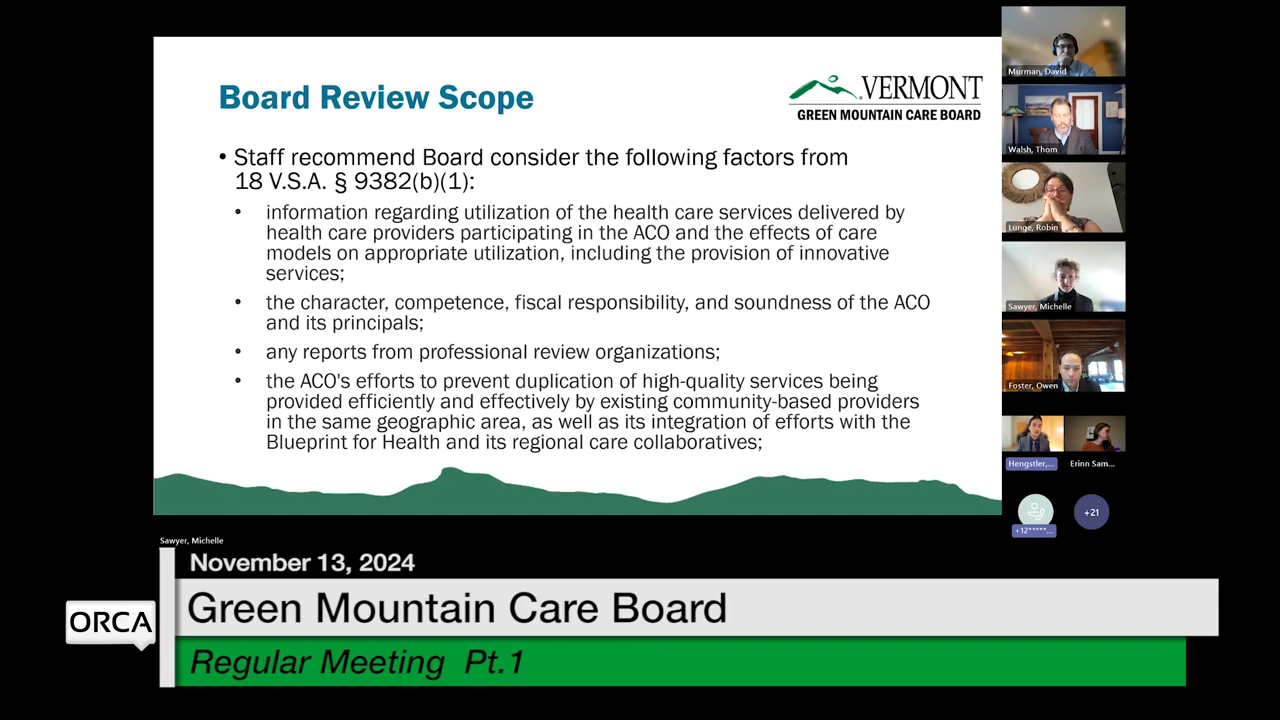 Board Review Scope
VERMONT
GREEN MOUNTAIN CARE BOARD
• Staff recommend Board consider the following factors from
18 V.S.A. § 9382(b)(1):
• information regarding utilization of the health care services delivered by
health care providers participating in the ACO and the effects of care
models on appropriate utilization, including the provision of innovative
services;
• the character, competence, fiscal responsibility, and soundness of the ACO
and its principals;
• any reports from professional review organizations;
• the ACO's efforts to prevent duplication of high-quality services being
provided efficiently and effectively by existing community-based providers
in the same geographic area, as well as its integration of efforts with the
Blueprint for Health and its regional care collaboratives;
Murman, David
Walsh, Thom
Lunge, Robin
Sawyer, Michelle
Foster, Owen
Hengstler,...
Erinn Sam...
+12*****...
+21
Sawyer, Michelle
November 13, 2024
ORCA
Green Mountain Care Board
Regular Meeting Pt.1